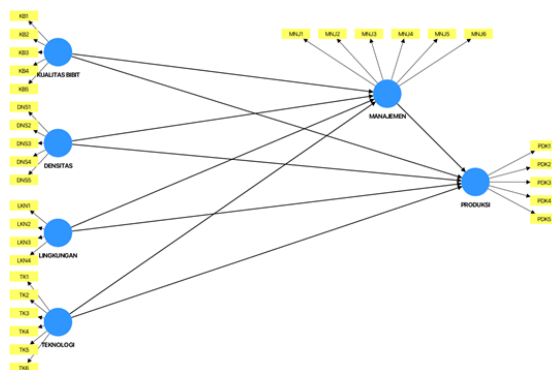 KB1
KB2
KB3
KB4
KB5
KUALITAS BIBIT
DNS1
DNS2
DNS3
DNS4
DNS5
DENSITAS
LKN1
LKN2
LKN3
LKN4
LINGKUNGAN
TK1
TK2
TK3
TK4
TK5
TK6
TEKNOLOGI
MNJ1 MNJ2 MNJ3 MNJ4 MNJ5 MNJ6
MANAJEMEN
PRODUKSI
PDK1
PDK2
PDK3
PDK4
PDK5